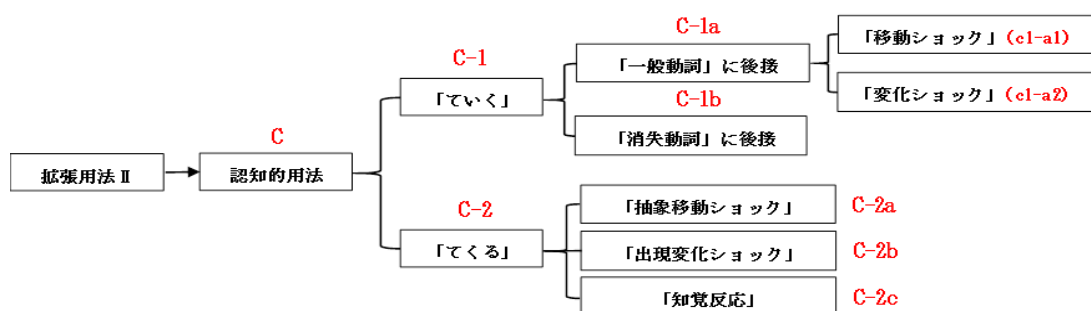 C-1a
「移動ショック」(c1-a1)
C-1
「一般動詞」に後接
「ていく」
C-1b
「変化ショック」(c1-a2)
C
「消失動詞」に後接
拡張用法Ⅱ
認知的用法
C-2
「抽象移動ショック」 C-2a
「てくる」
「出現変化ショック」 C-2b
「知覚反応」 C-2c